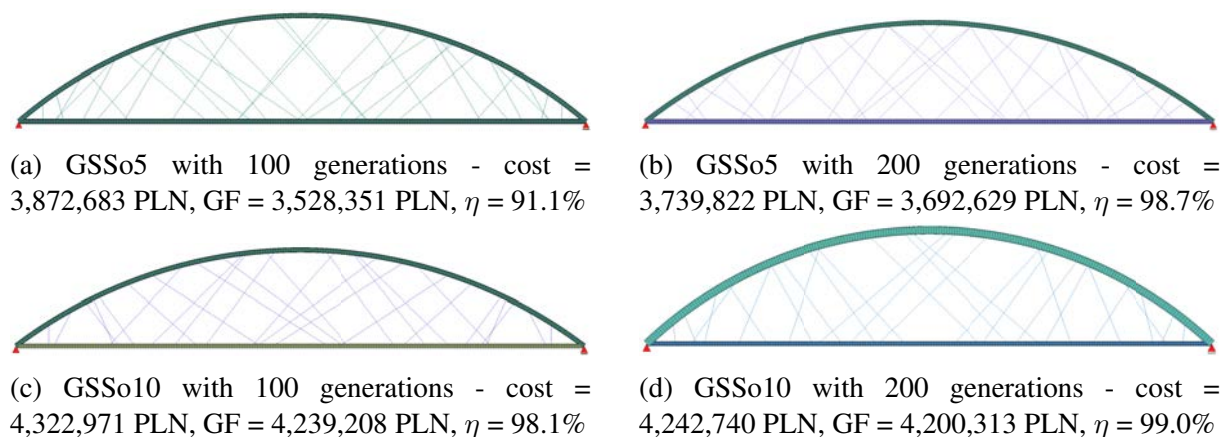 (a) GSSo5 with 100 generations - cost =
3,872,683 PLN, GF = 3,528,351 PLN, η = 91.1%
(b) GSSo5 with 200 generations - cost =
3,739,822 PLN, GF = 3,692,629 PLN, η = 98.7%
(c) GSSo10 with 100 generations - cost =
4,322,971 PLN, GF = 4,239,208 PLN, η = 98.1%
(d) GSSo10 with 200 generations - cost =
4,242,740 PLN, GF = 4,200,313 PLN, η = 99.0%